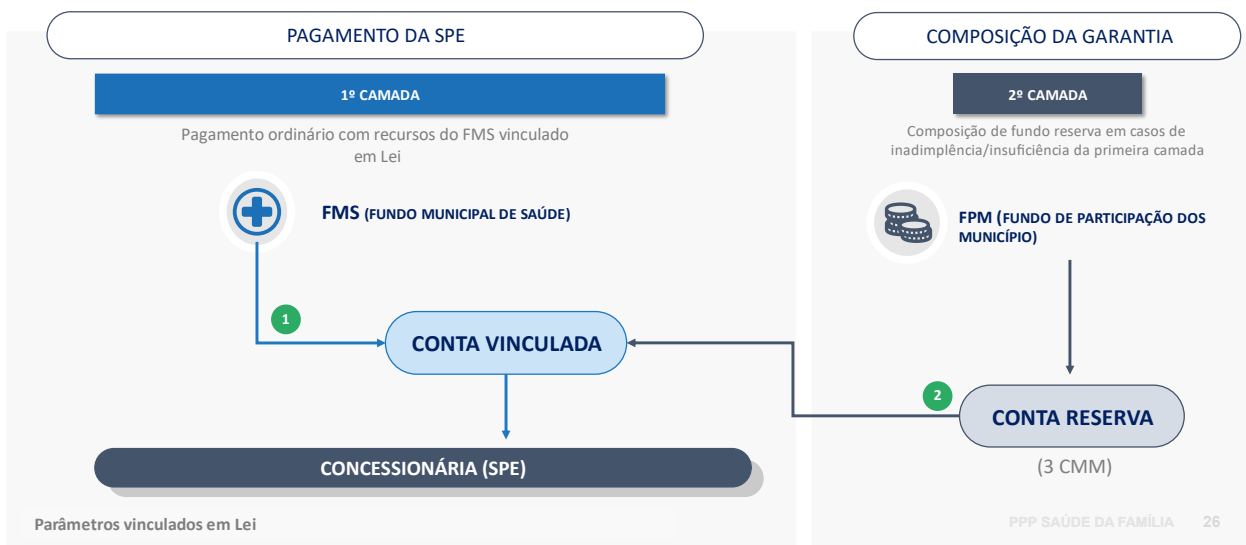 PAGAMENTO DA SPE
1º CAMADA
Pagamento ordinário com recursos do FMS vinculado
em Lei
FMS (FUNDO MUNICIPAL DE SAÚDE)
1
CONTA VINCULADA
CONCESSIONÁRIA (SPE)
Parâmetros vinculados em Lei
COMPOSIÇÃO DA GARANTIA
2º CAMADA
Composição de fundo reserva em casos de
inadimplência/insuficiência da primeira camada
FPM (FUNDO DE PARTICIPAÇÃO DOS
MUNICÍPIO)
2
CONTA RESERVA
(3 CMM)
PPP SAÚDE DA FAMÍLIA 26